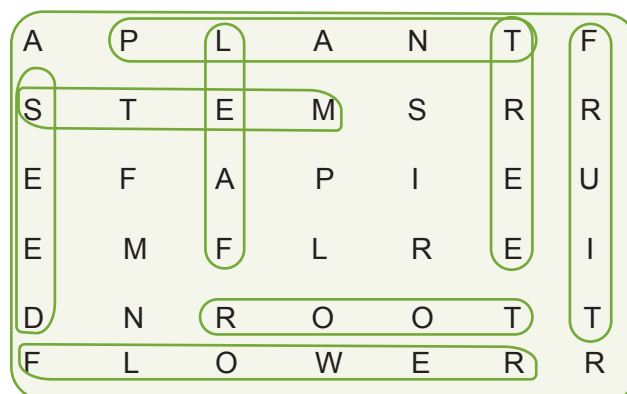 A P L A N T F
S T E M S R R
E F A P I E U
E M F L R E I
D N R O O T T
F L O W E R R